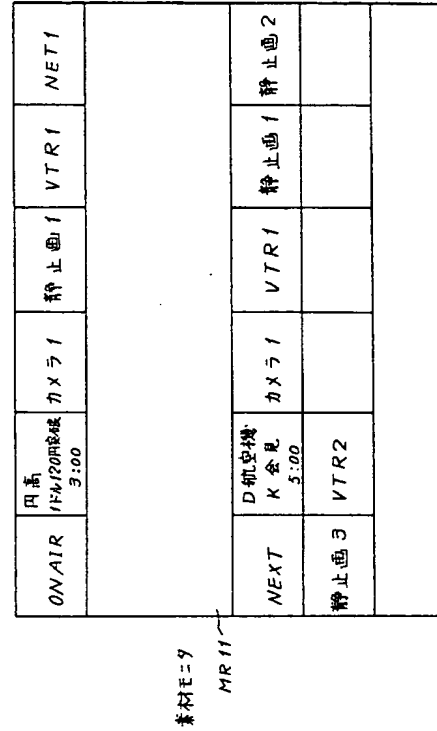 素材モニタ
MR11
ONAIR
円高
1ドル120円突破
3:00
カメラ1
静止画1
VTR1
NET1
NEXT
D航空機
K会見
5:00
カメラ1
VTR1
静止画1
静止画2
静止画3
VTR2